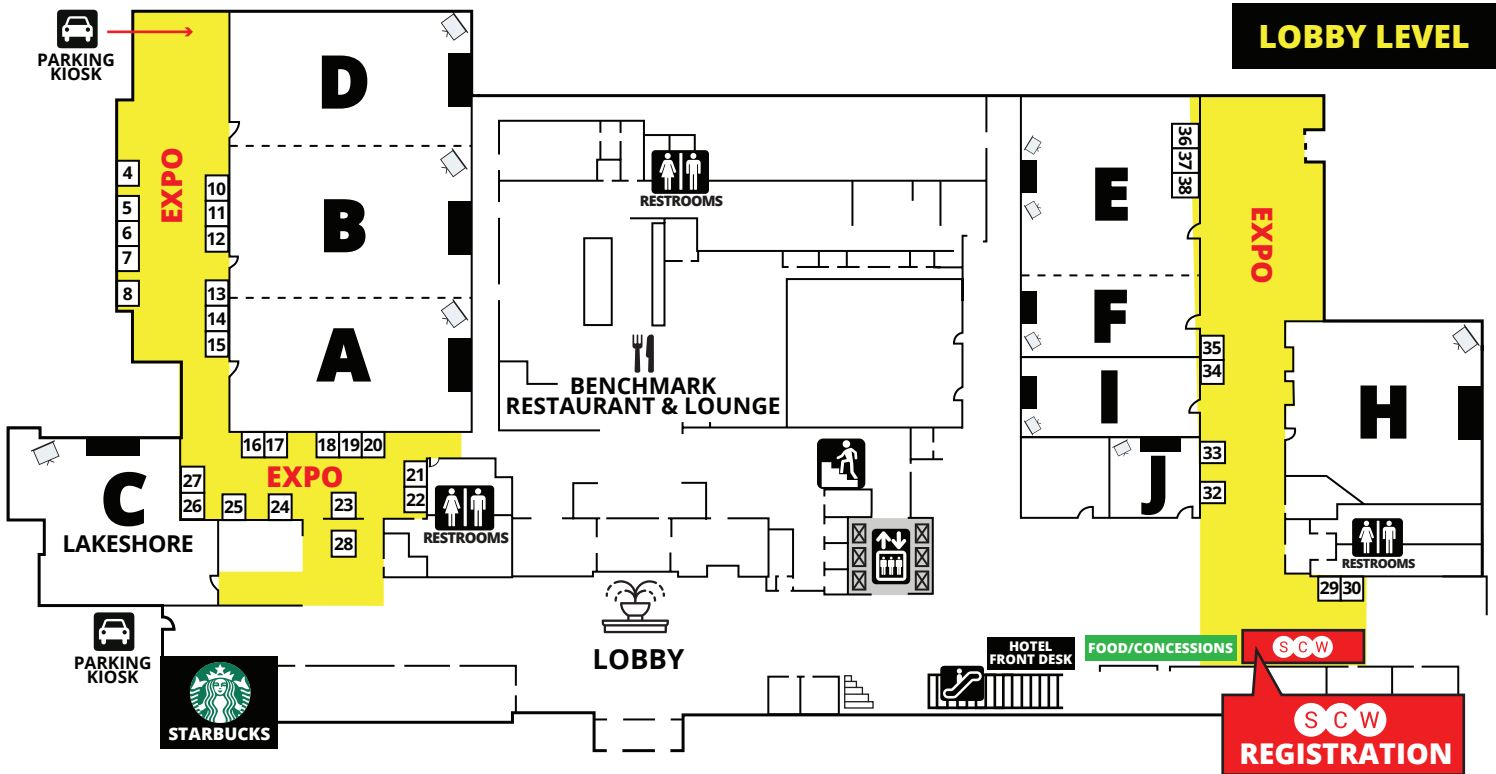 LOBBY LEVEL
PARKING
KIOSK
D
B
A
EXPO
4
5
6
7
8
10
11
12
13
14
15
16 17
18 19 20
EXPO
21
22
23
24
25
26
27
28
C
LAKESHORE
RESTROOMS
RESTROOMS
BENCHMARK
RESTAURANT & LOUNGE
E
F
I
J
H
EXPO
36
37
38
35
34
33
32
RESTROOMS
29 30
PARKING
KIOSK
STARBUCKS
LOBBY
HOTEL
FRONT DESK
FOOD/CONCESSIONS
SCW
SCW
REGISTRATION